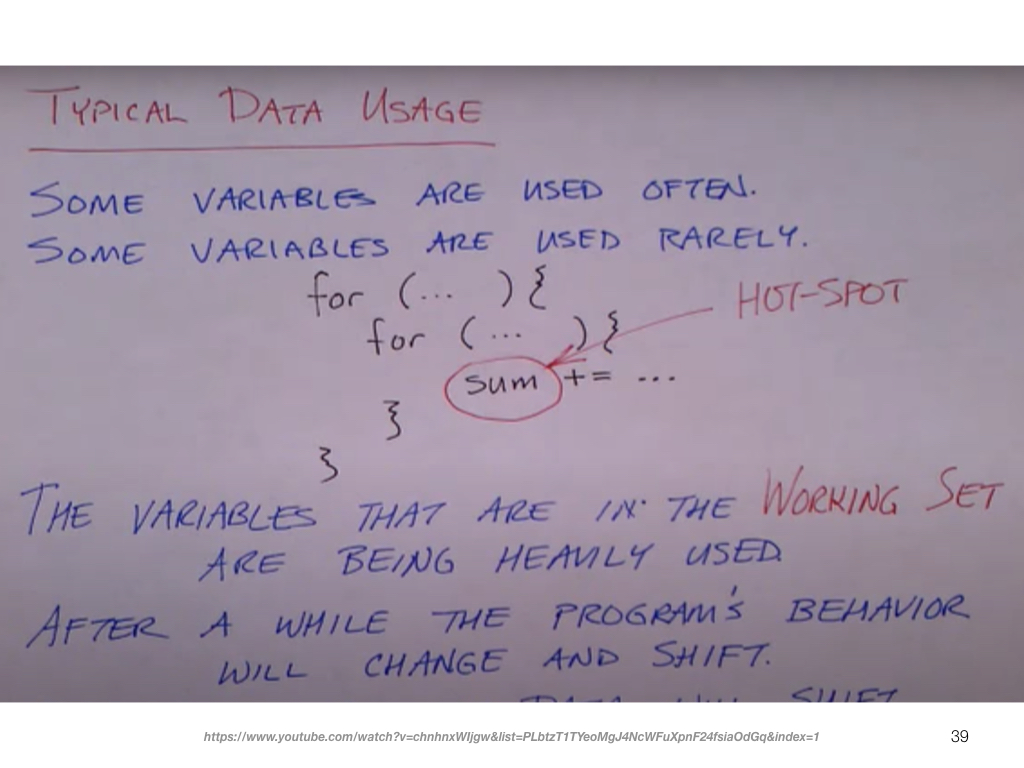 TYPICAL DATA USAGE
SOME VARIABLES ARE USED OFTEN.
SOME VARIABLES ARE USED RARELY.
for (... ) {
HOT-SPOT
for (... ) {
sum += ...
}
}
THE VARIABLES THAT ARE IN THE WORKING SET
ARE BEING HEAVILY USED.
AFTER A WHILE THE PROGRAM'S BEHAVIOR
WILL CHANGE AND SHIFT.
DATA WILL SHIFT
https://www.youtube.com/watch?v=chnhnxWIjgw&list=PLbtzT1TYeoMgJ4NcWFuXpnF24fsiaOdGq&index=1
39